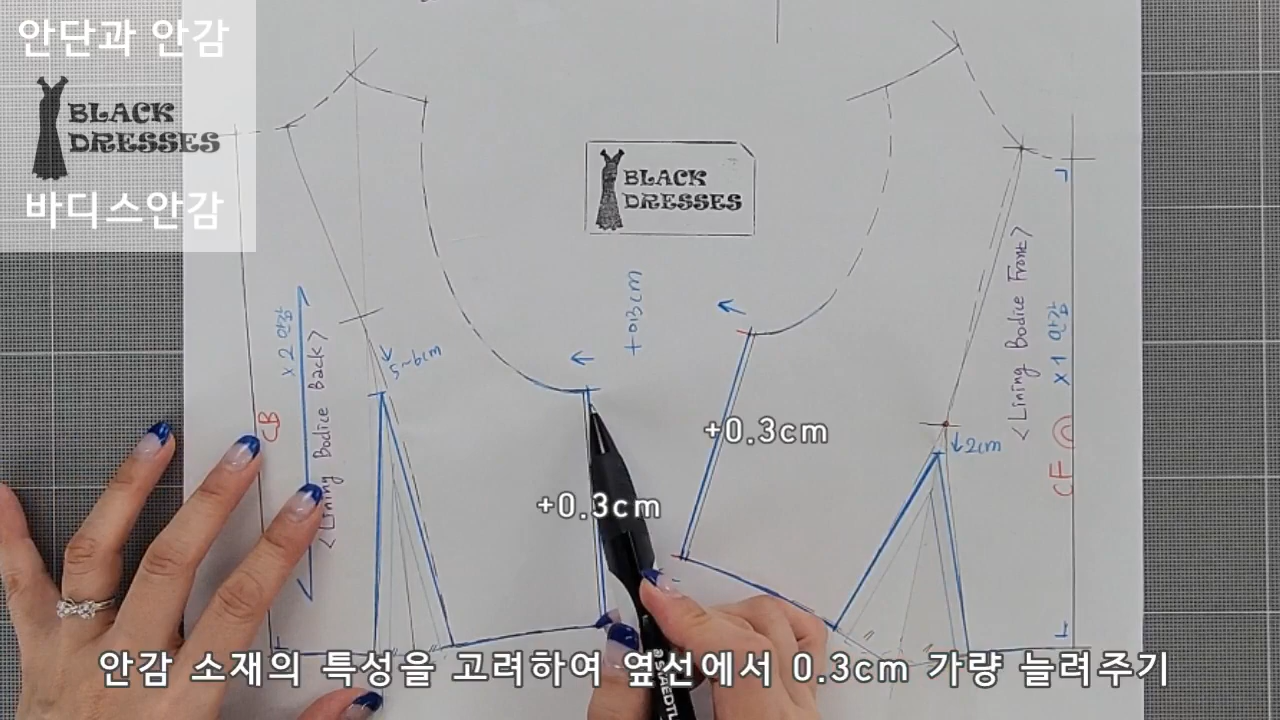 안단과 안감
BLACK
DRESSES
바디스안감
BLACK
DRESSES
+0.3cm
5~6cm
x 2 안감
<Lining Bodice Back>
CB
+0.3cm
+0.3cm
2cm
<Lining Bodice Front>
x 1 안감
CF
STAEDTL
안감 소재의 특성을 고려하여 옆선에서 0.3cm 가량 늘려주기